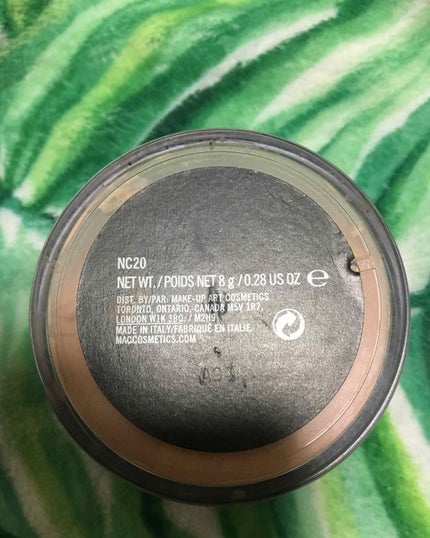 NC20
NET WT./POIDS NET 8 g/0.28 US OZ ℮
DIST. BY/PAR: MAKE-UP ART COSMETICS
TORONTO, ONTARIO, CANADA M5V 1R7,
LONDON W1K 3BQ. / M2H9
MADE IN ITALY/FABRIQUÉ EN ITALIE
MACCOSMETICS.COM